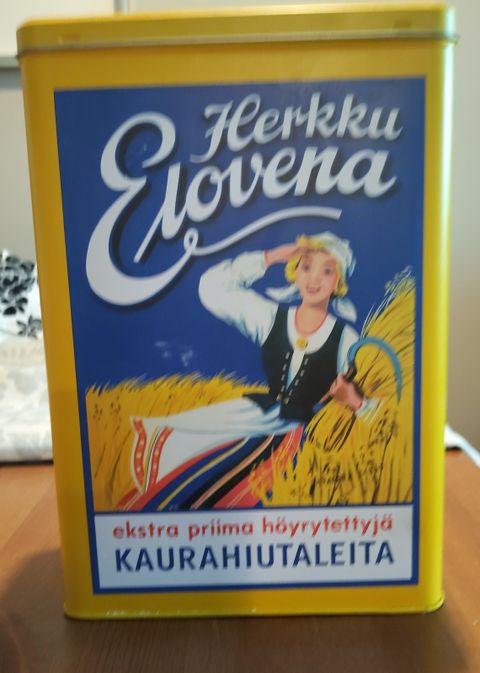 Herkku
Elovena
ekstra priima höyrytettyjä
KAURAHIUTALEITA